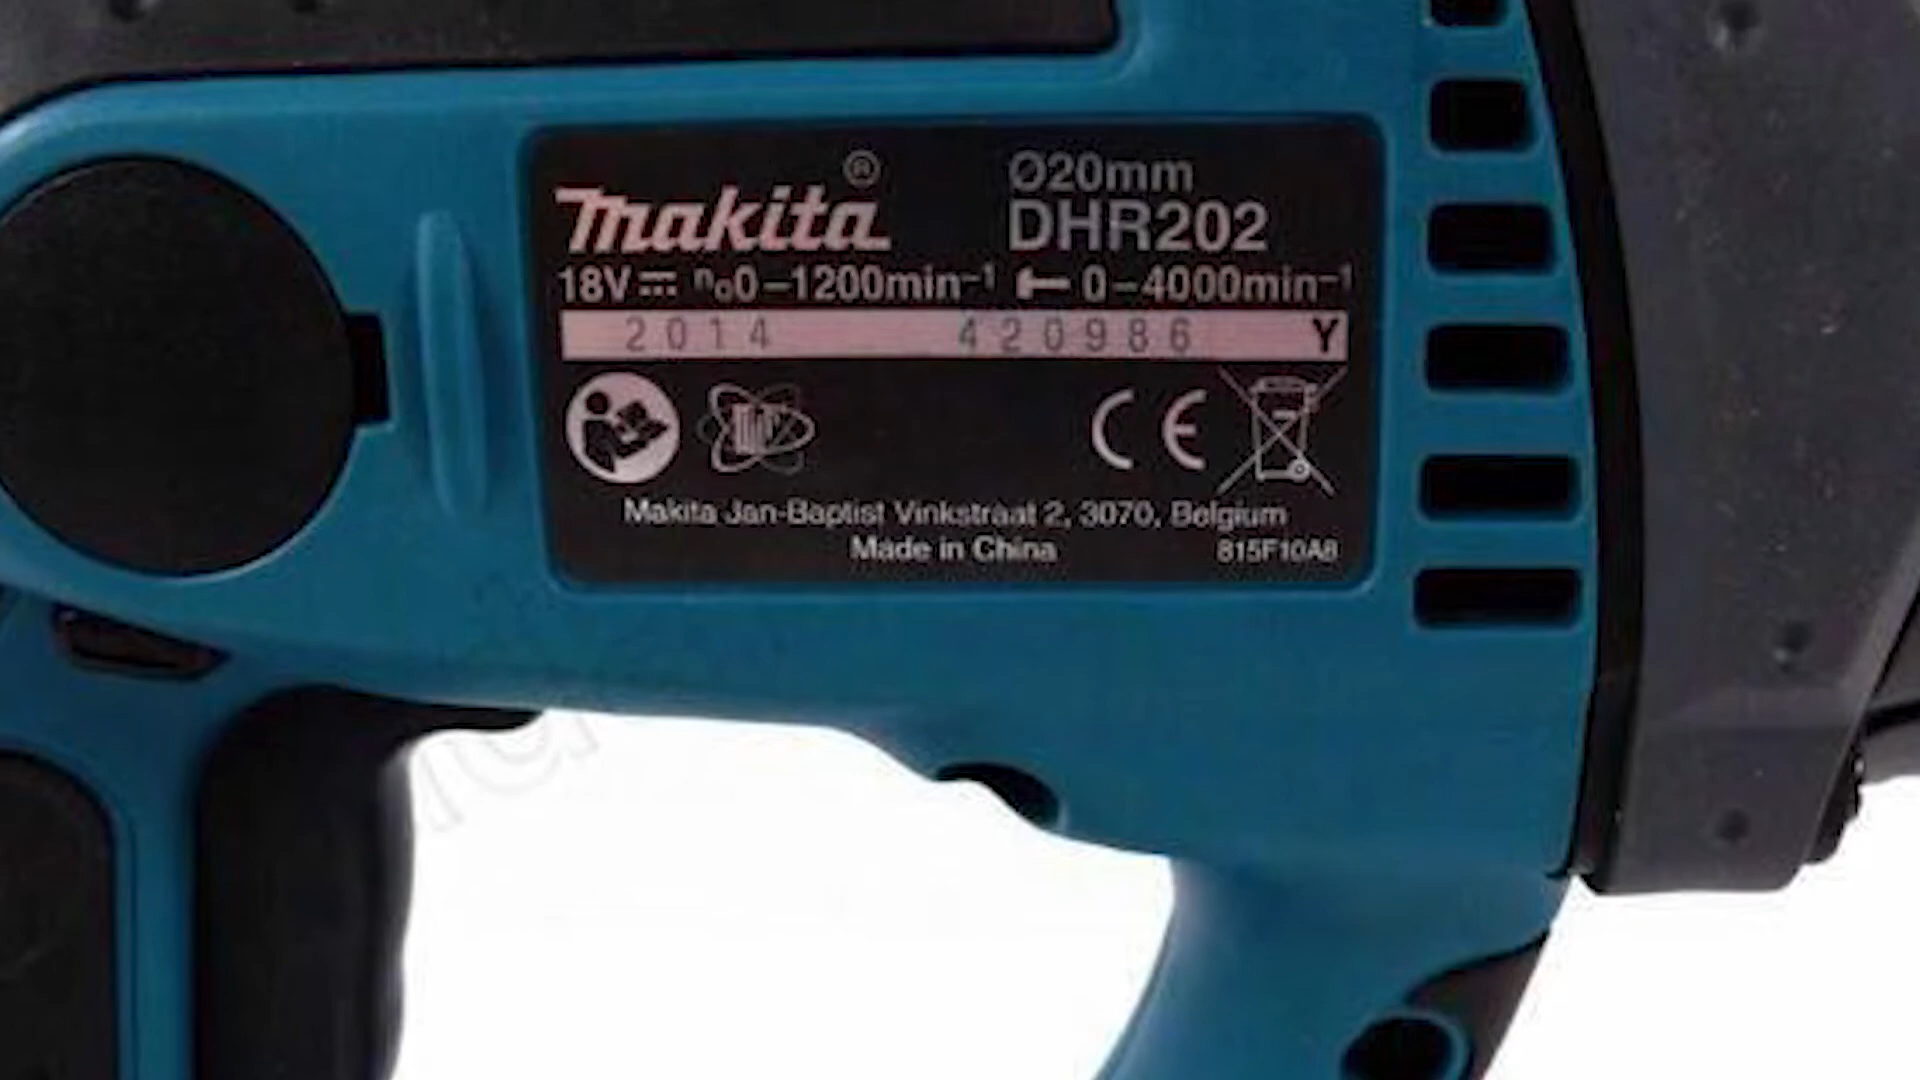 makita® Ø20mm
DHR202
18V⎓ n₀0–1200min⁻¹ 0–4000min⁻¹
2014 420986 Y
CE
Makita Jan-Baptist Vinkstraat 2, 3070, Belgium
Made in China 815F10A8